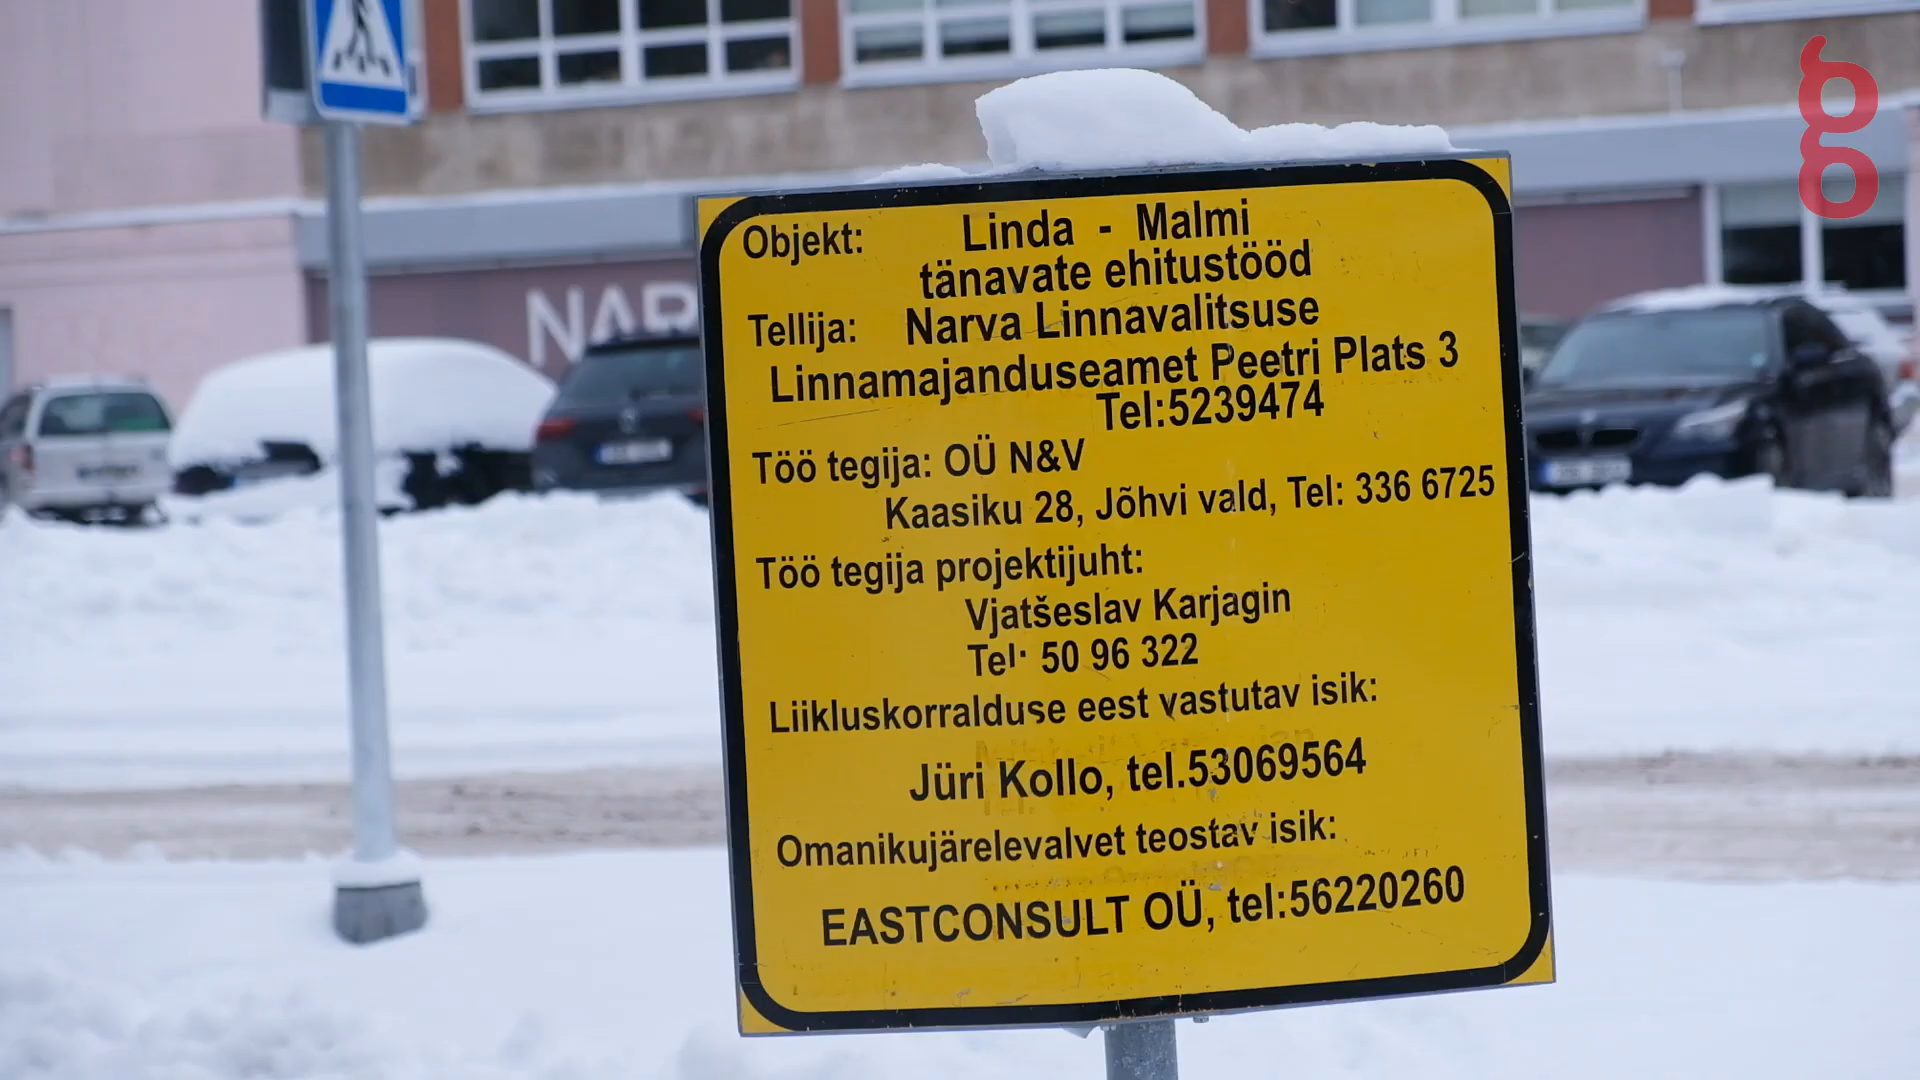 Objekt: Linda - Malmi
tänavate ehitustööd
Tellija: Narva Linnavalitsuse
Linnamajanduseamet Peetri Plats 3
Tel:5239474
Töö tegija: OÜ N&V
Kaasiku 28, Jõhvi vald, Tel: 336 6725
Töö tegija projektijuht:
Vjatšeslav Karjagin
Tel: 50 96 322
Liikluskorralduse eest vastutav isik:
Jüri Kollo, tel.53069564
Omanikujärelevalvet teostav isik:
EASTCONSULT OÜ, tel:56220260
NAR
g